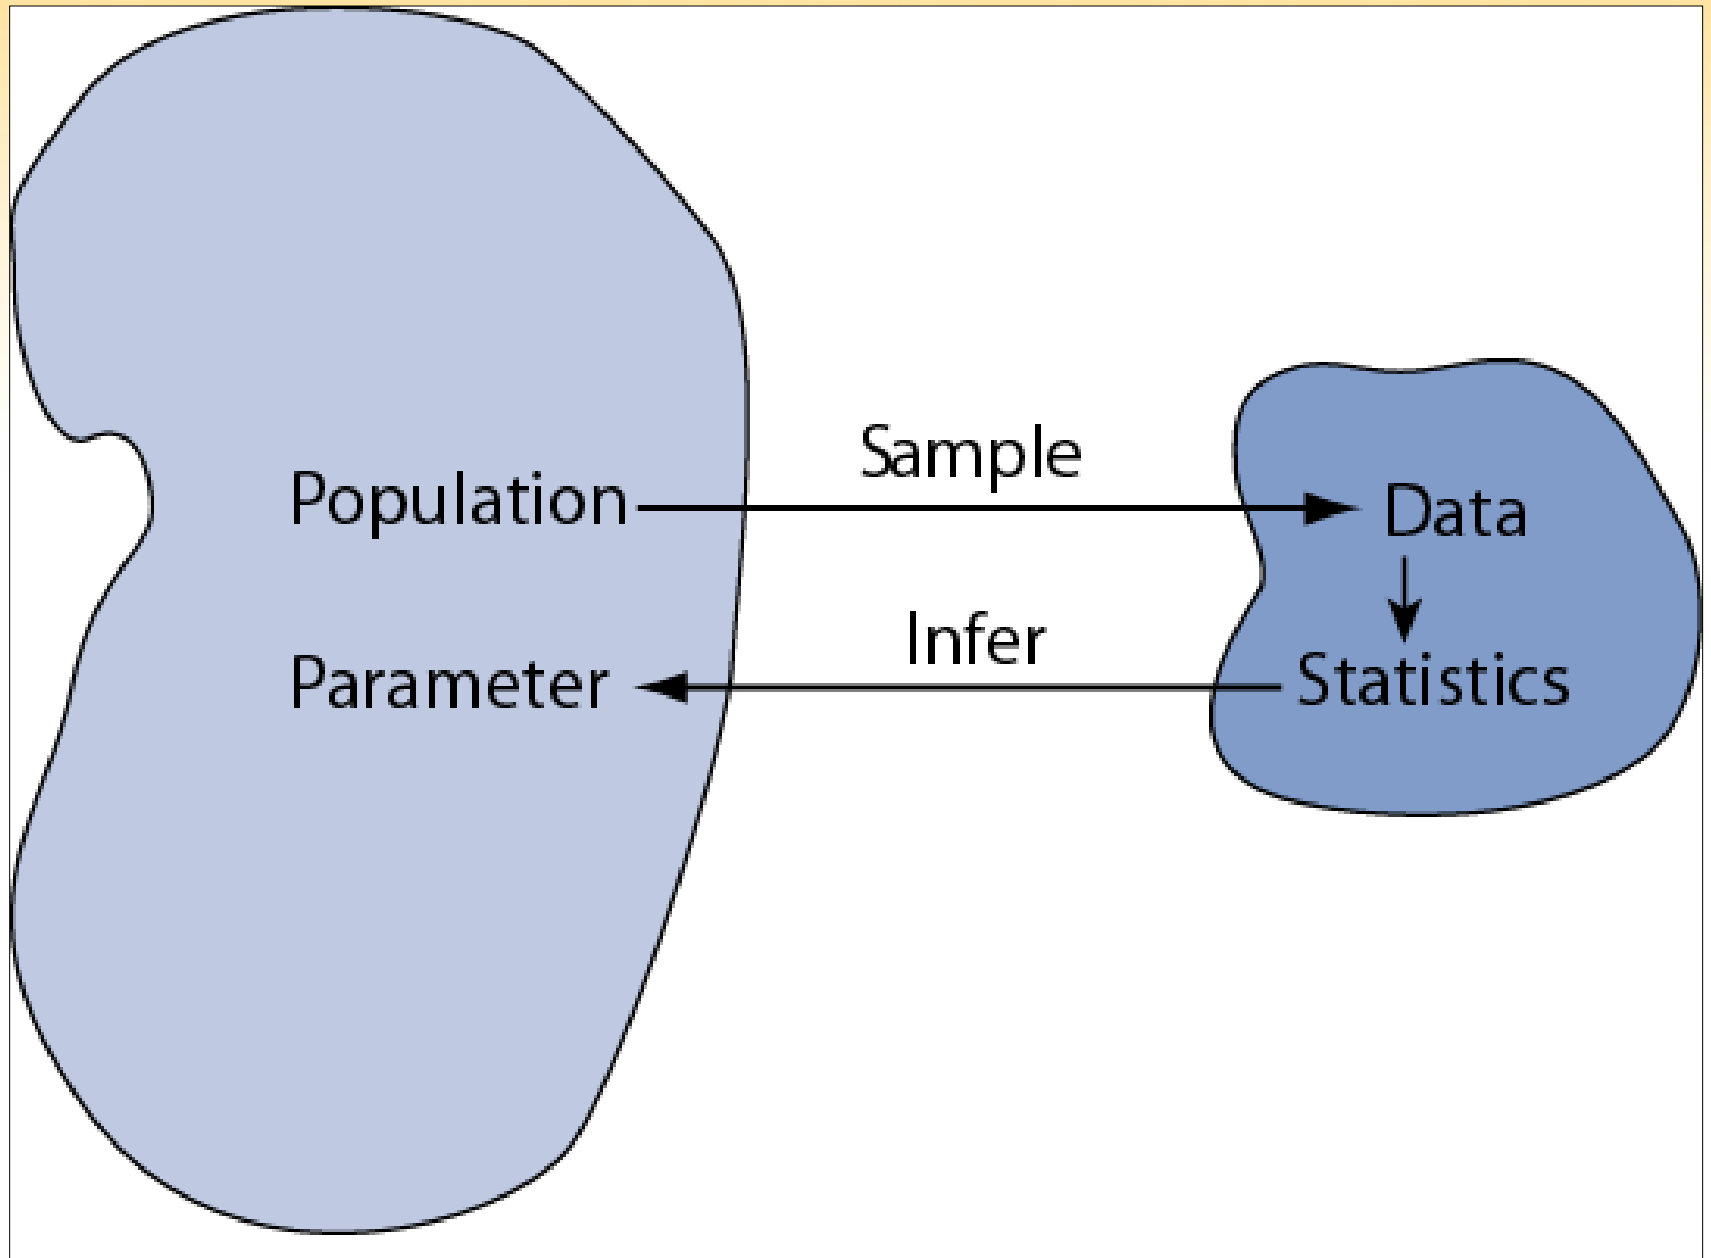 Population
Sample
Data
Parameter
Infer
Statistics